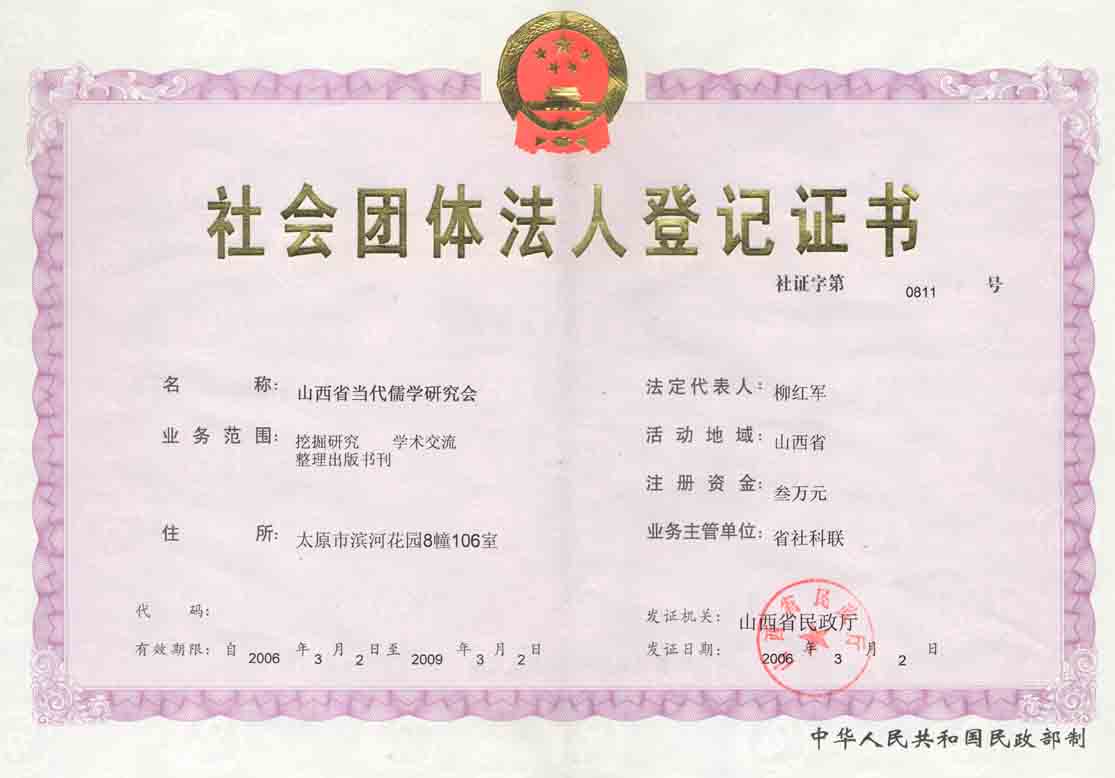 社会团体法人登记证书
社证字第 0811 号
名 称: 山西省当代儒学研究会
业务范围: 挖掘研究 学术交流
整理出版书刊
住 所: 太原市滨河花园8幢106室
代 码:
有效期限: 自 2006 年 3 月 2 日至 2009 年 3 月 2 日
法定代表人: 柳红军
活动地域: 山西省
注册资金: 叁万元
业务主管单位: 省社科联
发证机关: 山西省民政厅
发证日期: 2006 年 3 月 2 日
山西省民政厅
中华人民共和国民政部制